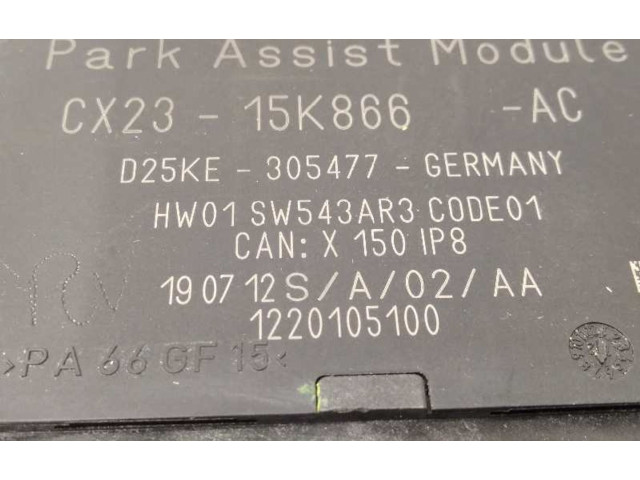 Park Assist Module
CX23 - 15K866 -AC
D25KE - 305477 - GERMANY
HW01 SW543AR3 CODE01
CAN: X 150 IP8
19 07 12 S/A/02/AA
1220105100
>PA 66 GF 15<